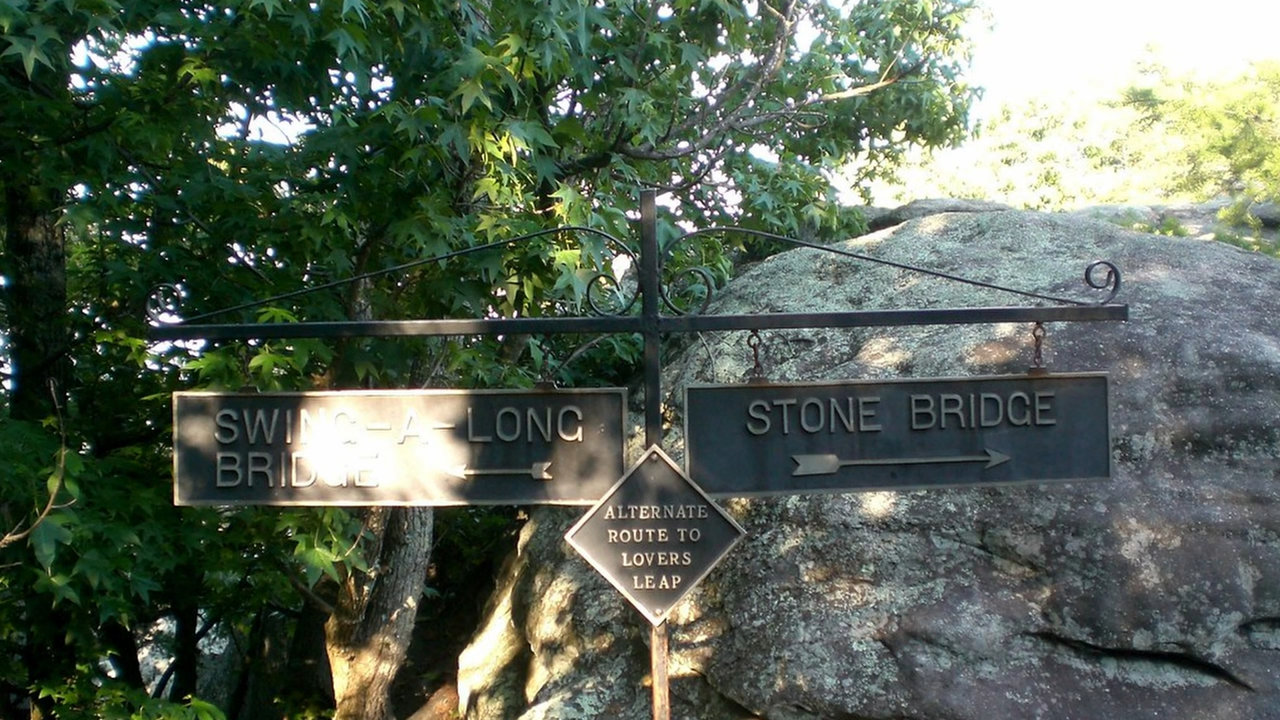 SWING-A-LONG
BRIDGE
STONE BRIDGE
ALTERNATE
ROUTE TO
LOVERS
LEAP